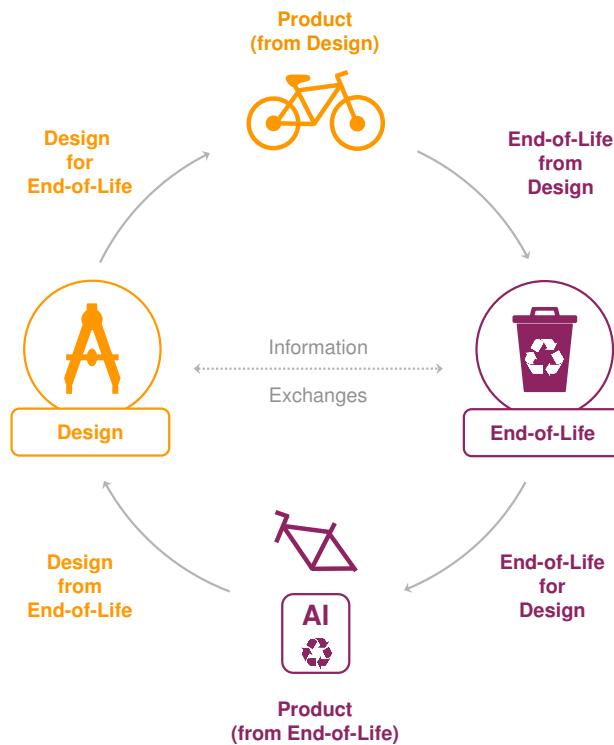 Product
(from Design)
Design
for
End-of-Life
End-of-Life
from
Design
Information
Exchanges
Design
End-of-Life
Design
from
End-of-Life
AI
End-of-Life
for
Design
Product
(from End-of-Life)